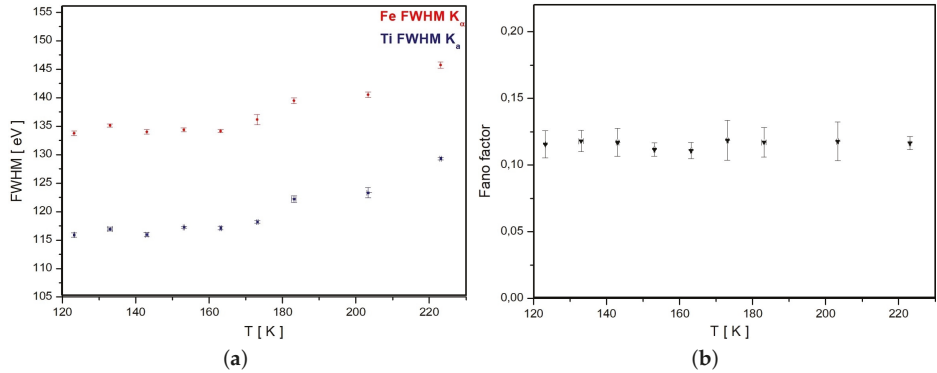 155
150
145
140
135
130
125
120
115
110
105
FWHM [ eV]
Fe FWHM Kα
Ti FWHM Ka
120 140 160 180 200 220
T [ K ]
(a)
0,20
0,15
0,10
0,05
0,00
Fano factor
120 140 160 180 200 220
T [ K ]
(b)